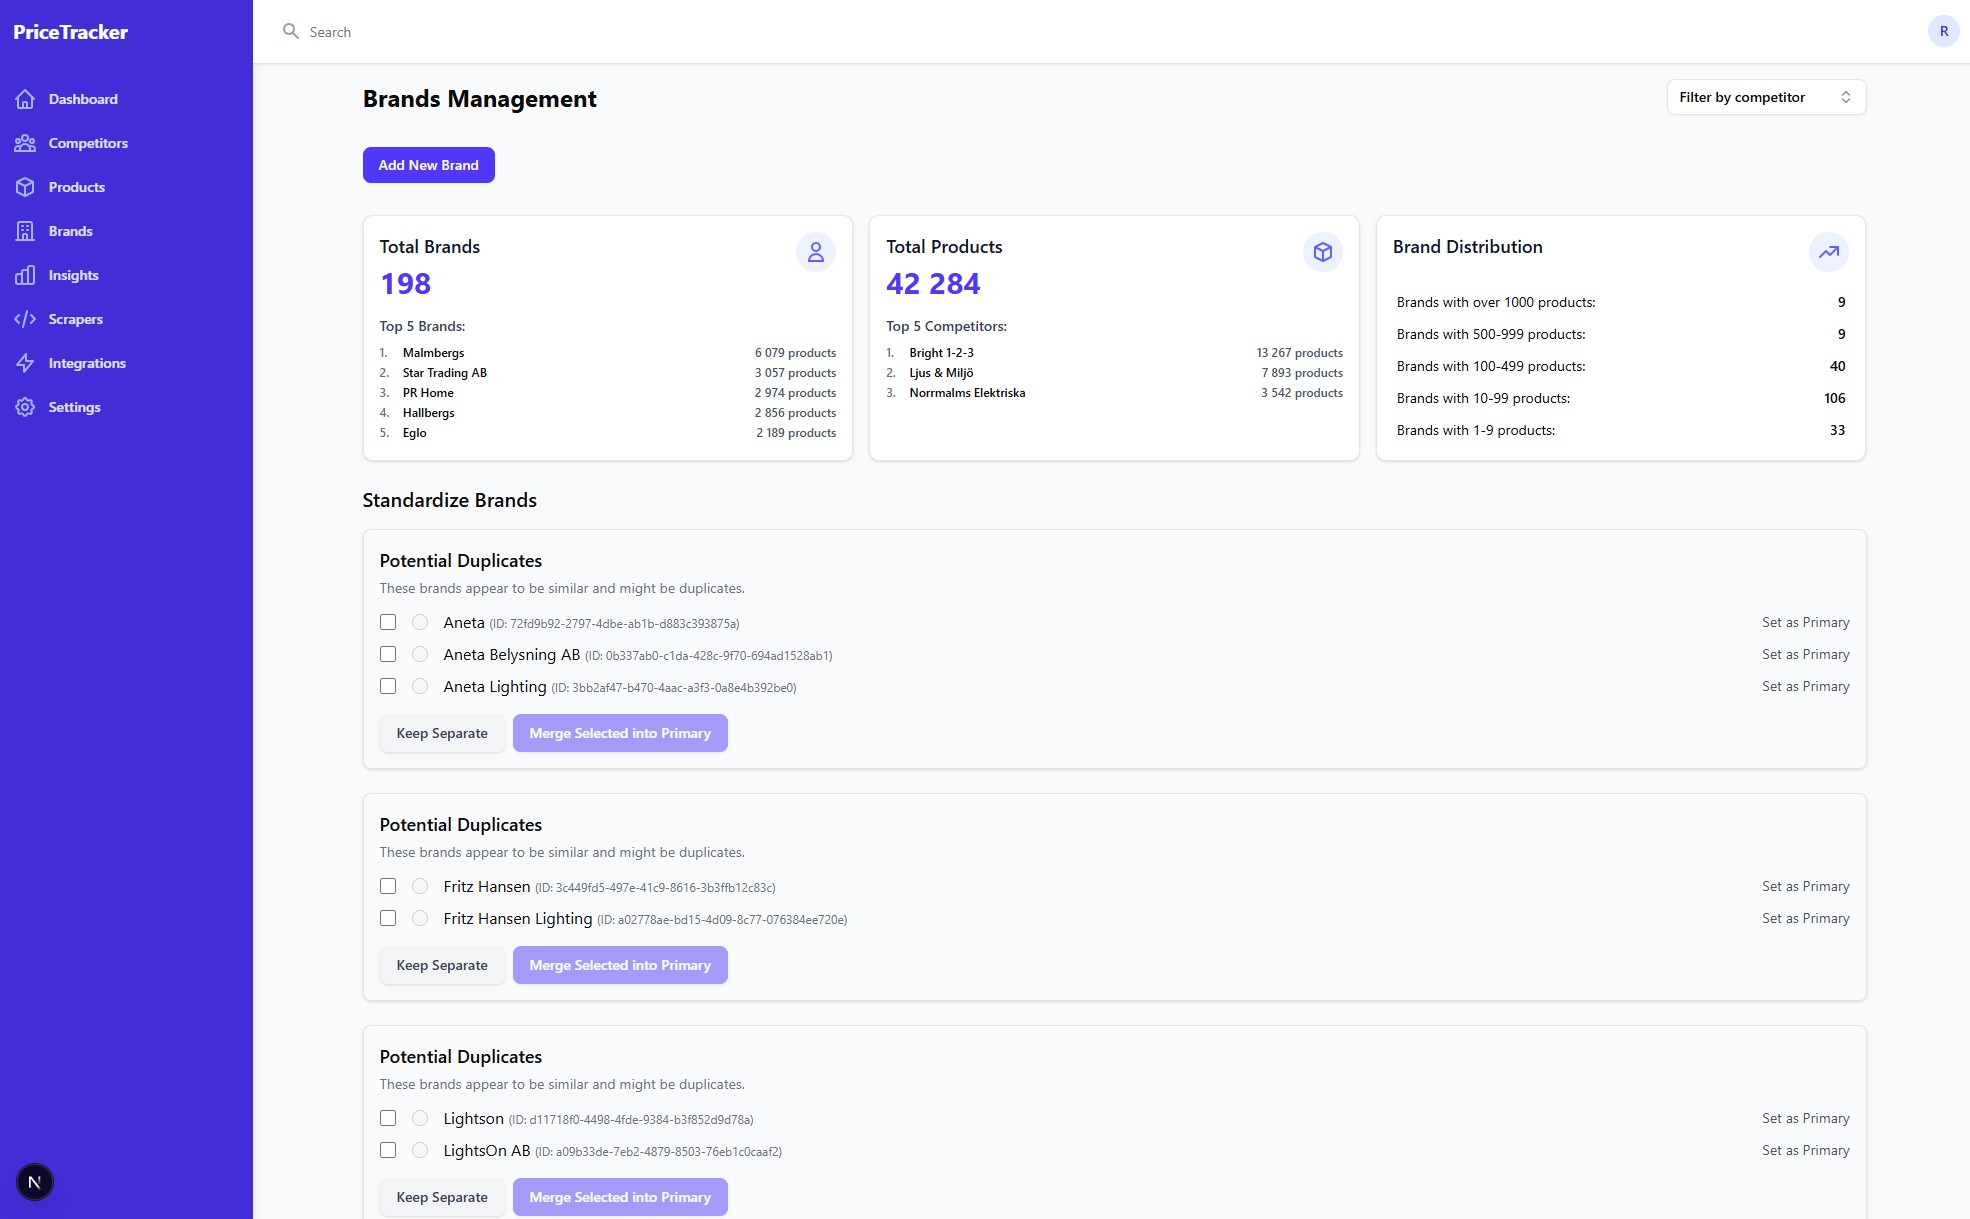 PriceTracker
Search
R
Dashboard
Competitors
Products
Brands
Insights
Scrapers
Integrations
Settings
N
Brands Management
Filter by competitor
Add New Brand
Total Brands
198
Top 5 Brands:
1. Malmbergs 6 079 products
2. Star Trading AB 3 057 products
3. PR Home 2 974 products
4. Hallbergs 2 856 products
5. Eglo 2 189 products
Total Products
42 284
Top 5 Competitors:
1. Bright 1-2-3 13 267 products
2. Ljus & Miljö 7 893 products
3. Norrmalms Elektriska 3 542 products
Brand Distribution
Brands with over 1000 products: 9
Brands with 500-999 products: 9
Brands with 100-499 products: 40
Brands with 10-99 products: 106
Brands with 1-9 products: 33
Standardize Brands
Potential Duplicates
These brands appear to be similar and might be duplicates.
Aneta (ID: 72fd9b92-2797-4dbe-ab1b-d883c393875a) Set as Primary
Aneta Belysning AB (ID: 0b337ab0-c1da-428c-9f70-694ad1528ab1) Set as Primary
Aneta Lighting (ID: 3bb2af47-b470-4aac-a3f3-0a8e4b392be0) Set as Primary
Keep Separate Merge Selected into Primary
Potential Duplicates
These brands appear to be similar and might be duplicates.
Fritz Hansen (ID: 3c449fd5-497e-41c9-8616-3b3ffb12c83c) Set as Primary
Fritz Hansen Lighting (ID: a02778ae-bd15-4d09-8c77-076384ee720e) Set as Primary
Keep Separate Merge Selected into Primary
Potential Duplicates
These brands appear to be similar and might be duplicates.
Lightson (ID: d11718f0-4498-4fde-9384-b3f852d9d78a) Set as Primary
LightsOn AB (ID: a09b33de-7eb2-4879-8503-76eb1c0caaf2) Set as Primary
Keep Separate Merge Selected into Primary